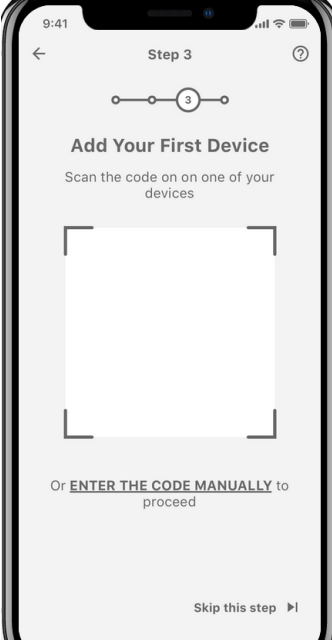 9:41
Step 3
3
Add Your First Device
Scan the code on on one of your
devices
Or ENTER THE CODE MANUALLY to
proceed
Skip this step